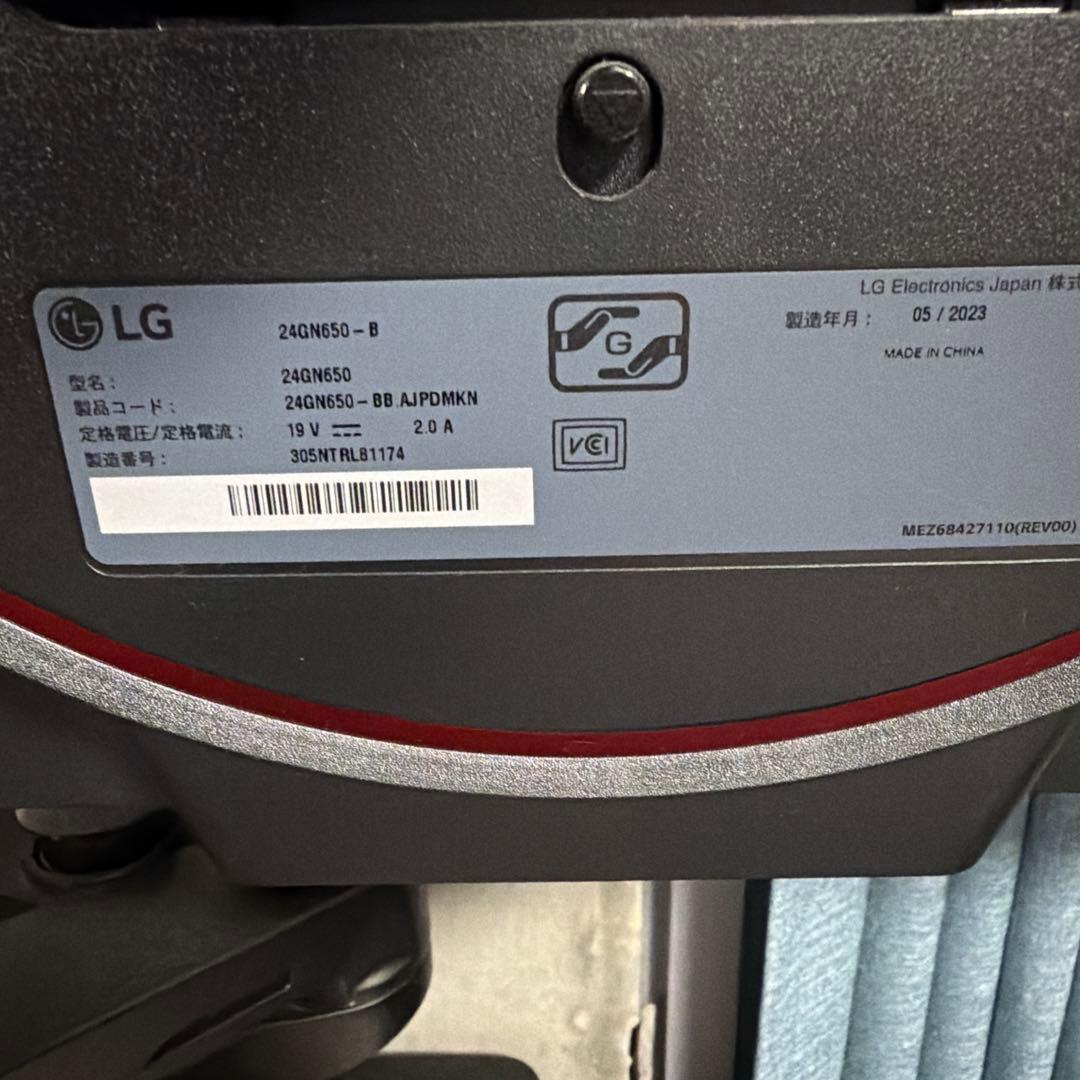 LG
24GN650-B
型名: 24GN650
製品コード: 24GN650-BB.AJPDMKN
定格電圧/定格電流: 19 V 2.0 A
製造番号: 305NTRL81174
G
VCI
LG Electronics Japan 株式
製造年月: 05 / 2023
MADE IN CHINA
MEZ68427110(REV00)